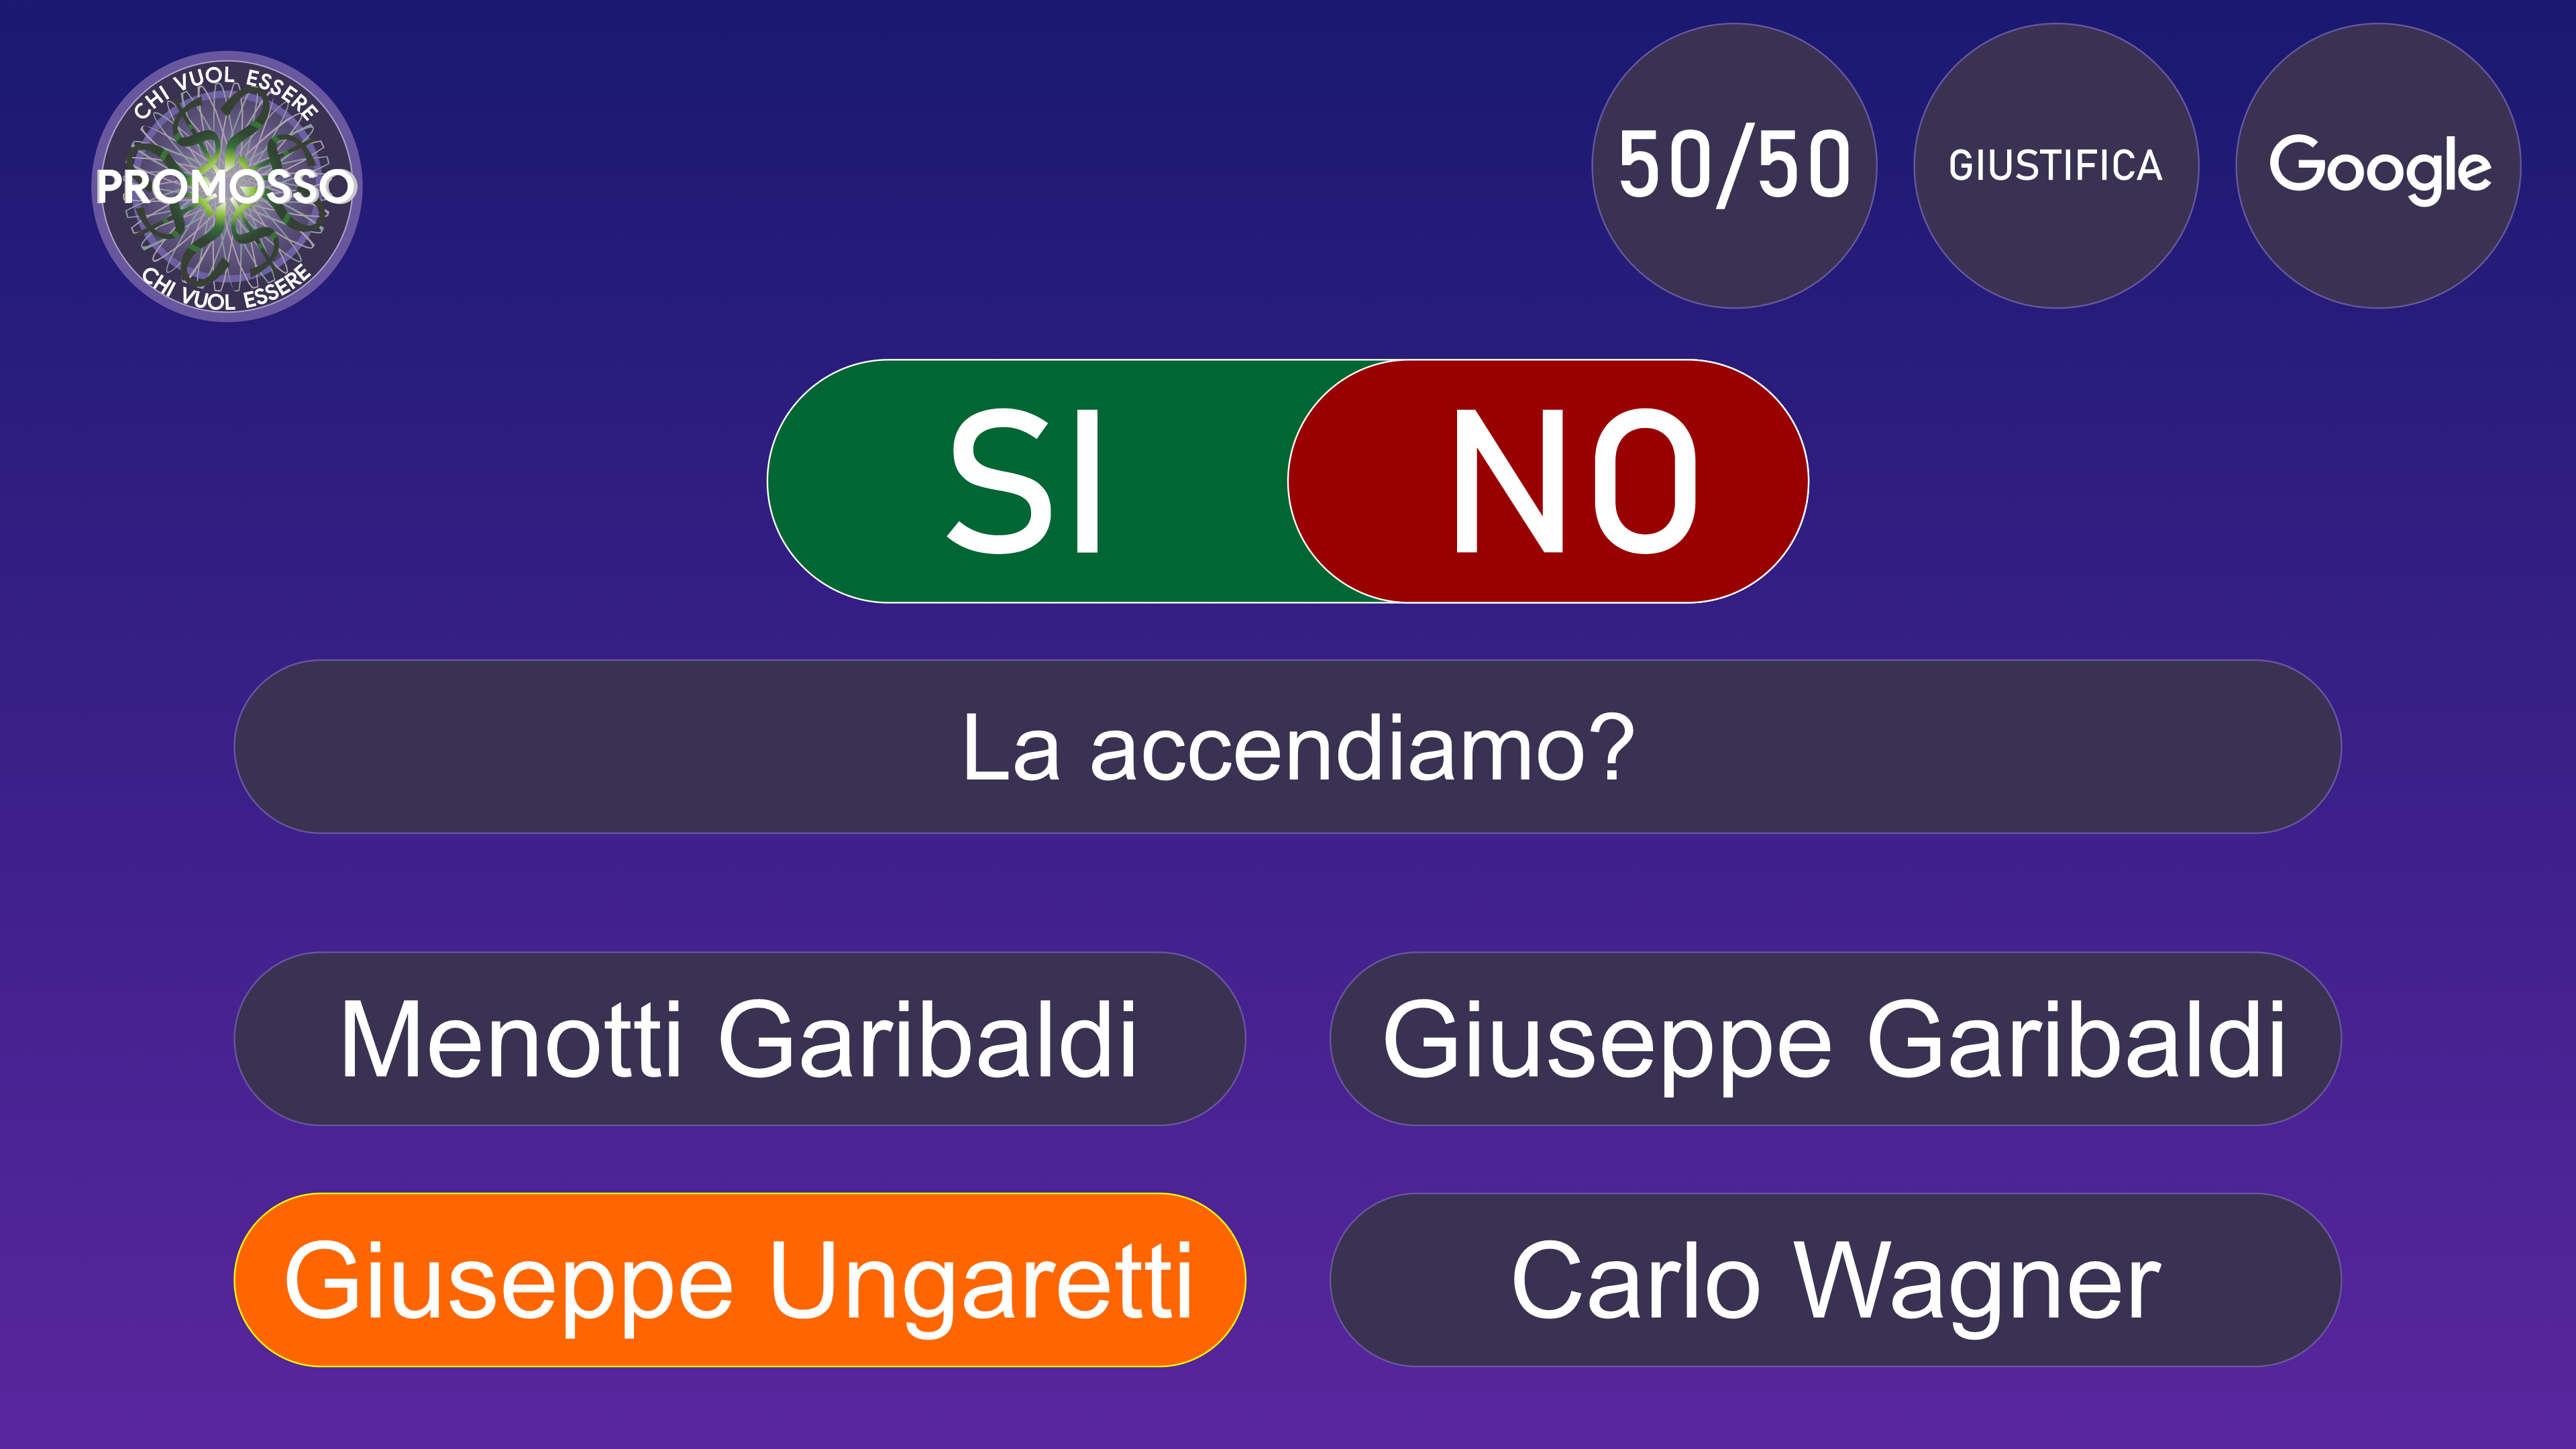 CHI VUOL ESSERE
PROMOSSO
CHI VUOL ESSERE
50/50
GIUSTIFICA
Google
SI
NO
La accendiamo?
Menotti Garibaldi
Giuseppe Garibaldi
Giuseppe Ungaretti
Carlo Wagner